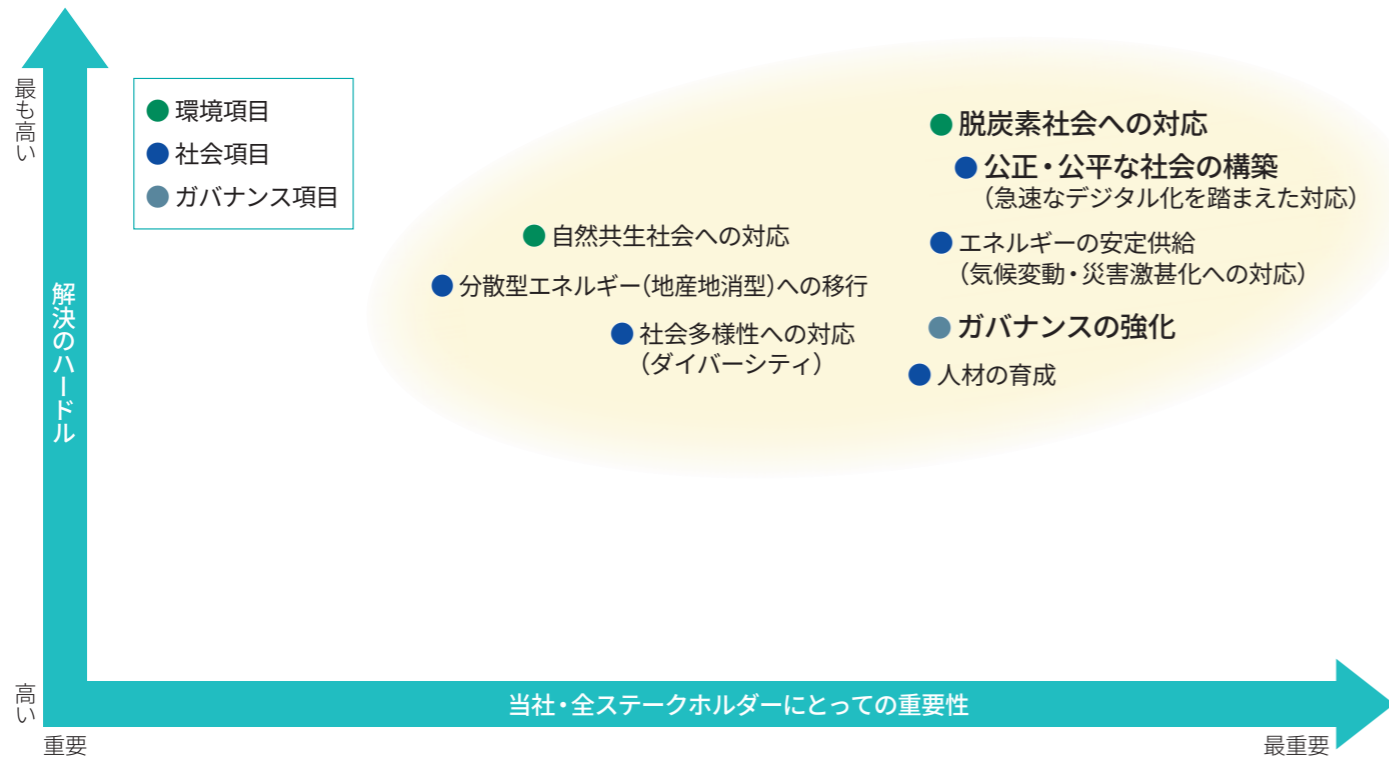 最も高い
解決のハードル
高い
環境項目
社会項目
ガバナンス項目
脱炭素社会への対応
公正・公平な社会の構築
（急速なデジタル化を踏まえた対応）
自然共生社会への対応
エネルギーの安定供給
（気候変動・災害激甚化への対応）
分散型エネルギー（地産地消型）への移行
社会多様性への対応
（ダイバーシティ）
ガバナンスの強化
人材の育成
当社・全ステークホルダーにとっての重要性
重要
最重要